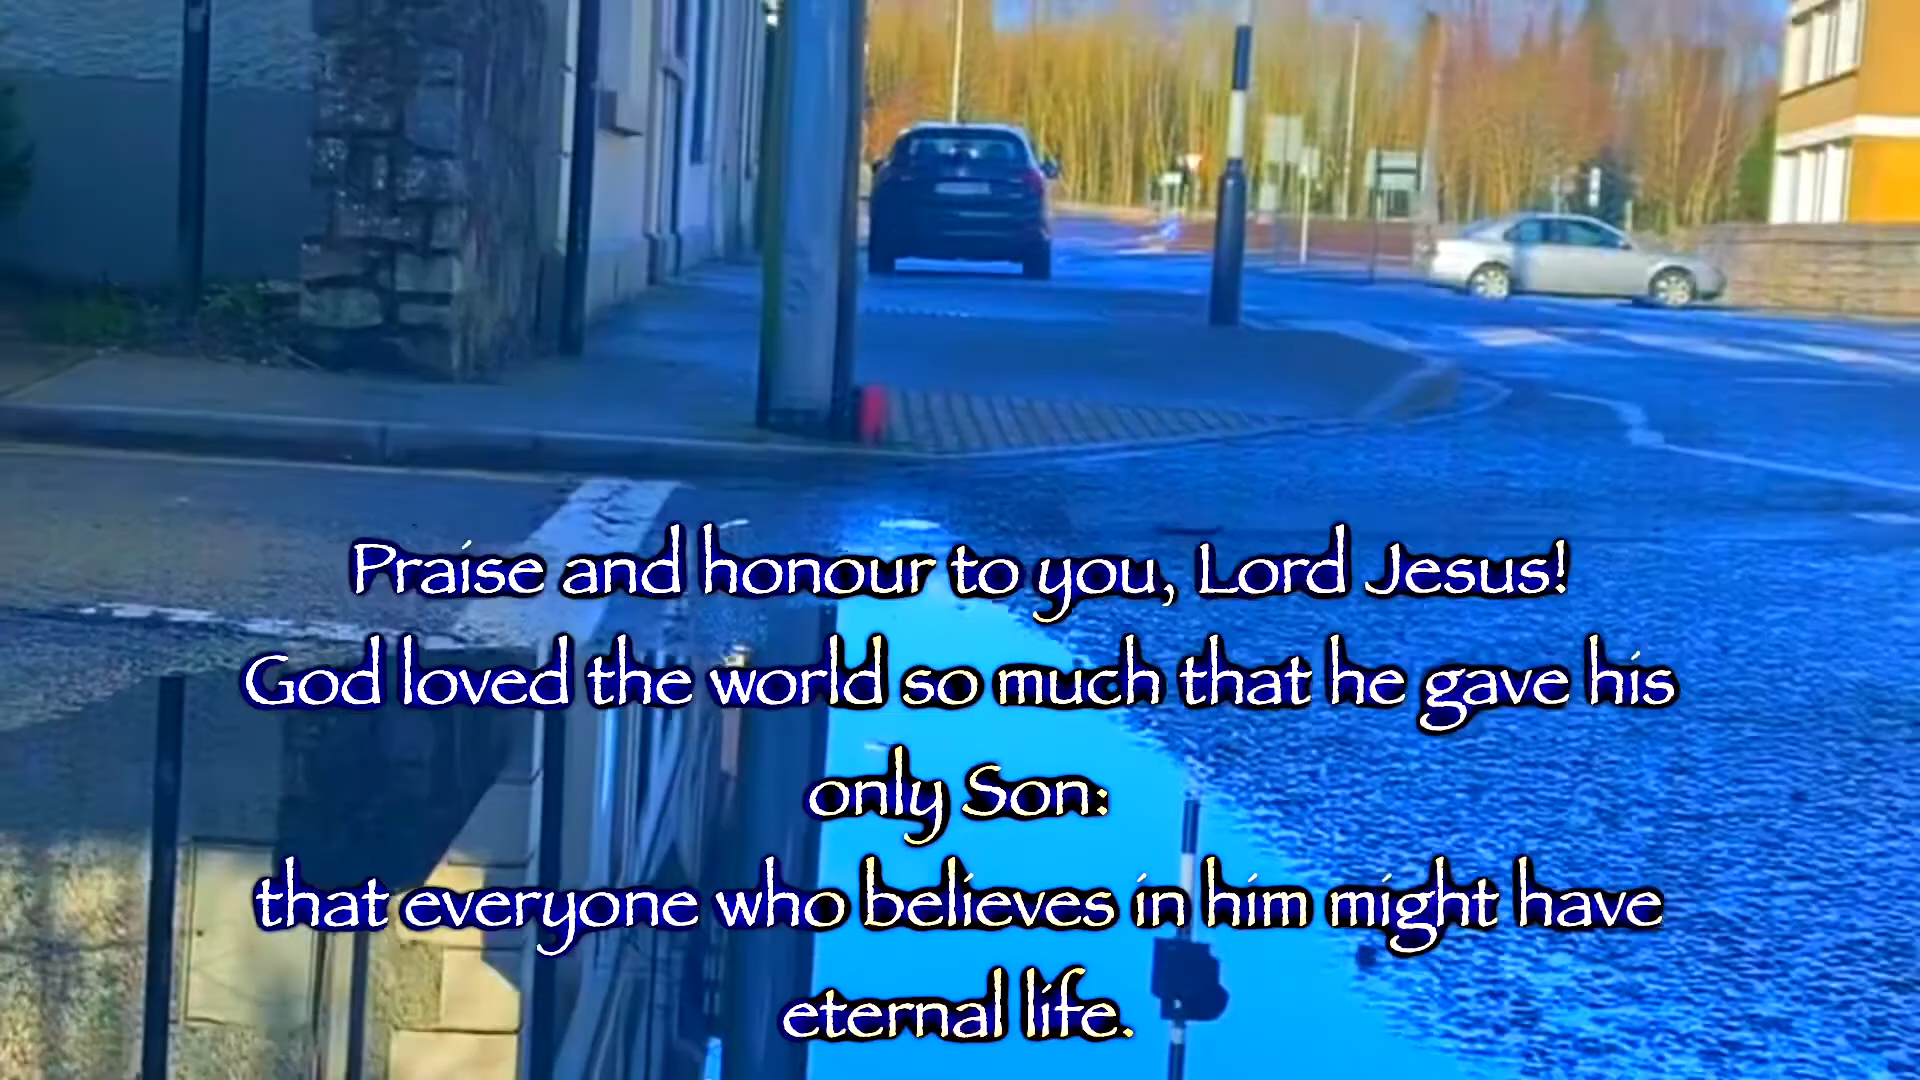 Praise and honour to you, Lord Jesus!
God loved the world so much that he gave his
only Son:
that everyone who believes in him might have
eternal life.